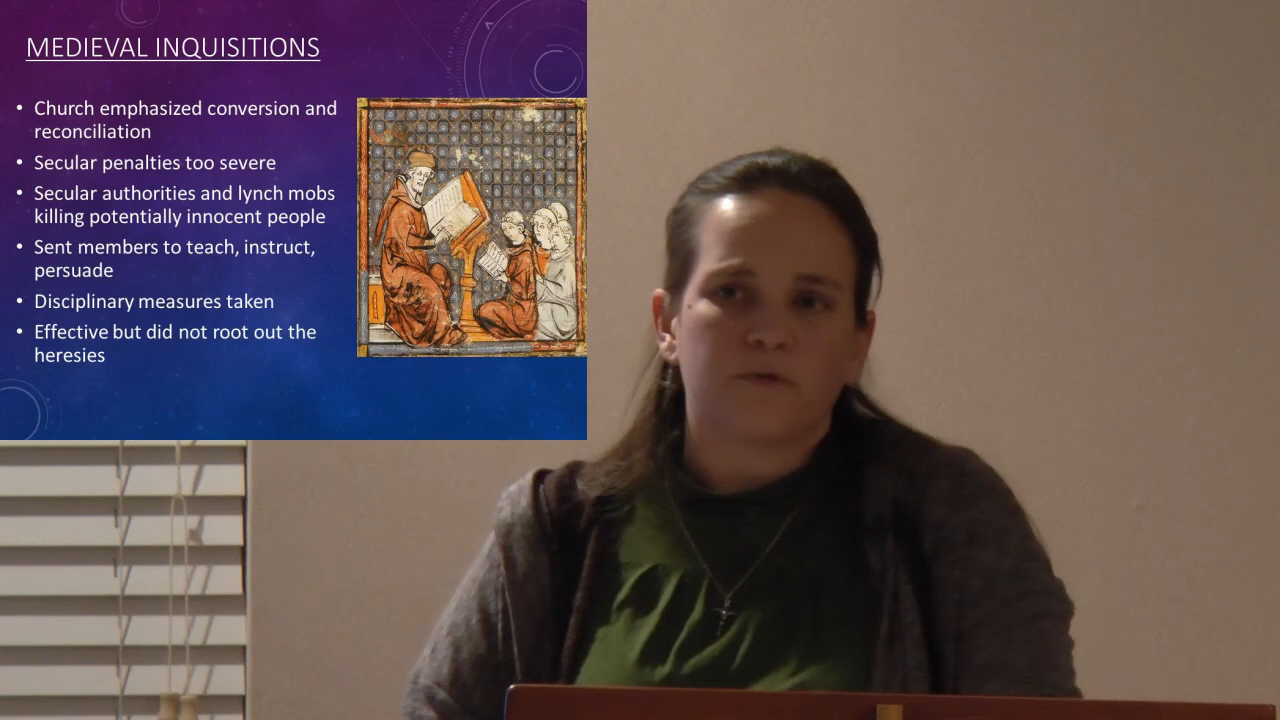 MEDIEVAL INQUISITIONS
• Church emphasized conversion and
reconciliation
• Secular penalties too severe
• Secular authorities and lynch mobs
killing potentially innocent people
• Sent members to teach, instruct,
persuade
• Disciplinary measures taken
• Effective but did not root out the
heresies